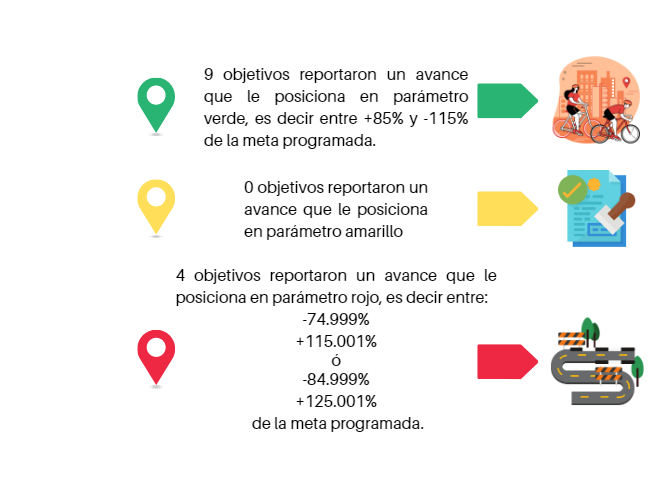 9 objetivos reportaron un avance
que le posiciona en parámetro
verde, es decir entre +85% y -115%
de la meta programada.
0 objetivos reportaron un
avance que le posiciona
en parámetro amarillo
4 objetivos reportaron un avance que le
posiciona en parámetro rojo, es decir entre:
-74.999%
+115.001%
ó
-84.999%
+125.001%
de la meta programada.